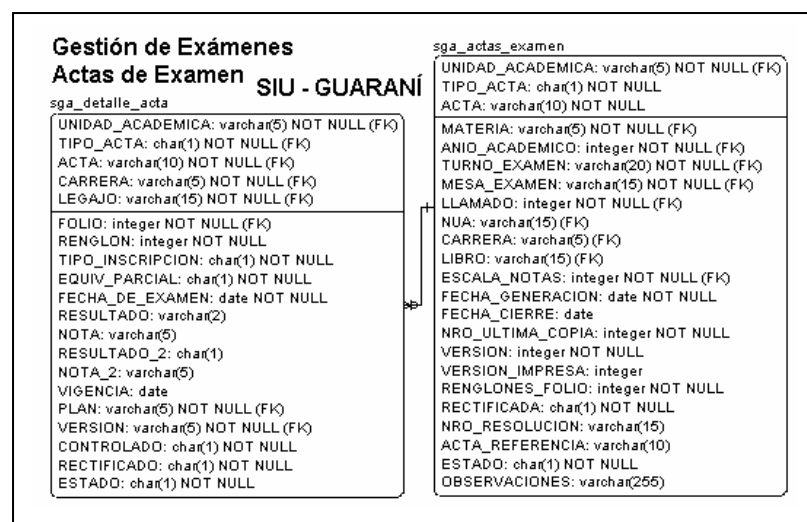 Gestión de Exámenes
Actas de Examen SIU - GUARANÍ
sga_detalle_acta
UNIDAD_ACADEMICA: varchar(5) NOT NULL (FK)
TIPO_ACTA: char(1) NOT NULL (FK)
ACTA: varchar(10) NOT NULL (FK)
CARRERA: varchar(5) NOT NULL (FK)
LEGAJO: varchar(15) NOT NULL (FK)
FOLIO: integer NOT NULL (FK)
RENGLON: integer NOT NULL
TIPO_INSCRIPCION: char(1) NOT NULL
EQUIV_PARCIAL: char(1) NOT NULL
FECHA_DE_EXAMEN: date NOT NULL
RESULTADO: varchar(2)
NOTA: varchar(5)
RESULTADO_2: char(1)
NOTA_2: varchar(5)
VIGENCIA: date
PLAN: varchar(5) NOT NULL (FK)
VERSION: varchar(5) NOT NULL (FK)
CONTROLADO: char(1) NOT NULL
RECTIFICADO: char(1) NOT NULL
ESTADO: char(1) NOT NULL
sga_actas_examen
UNIDAD_ACADEMICA: varchar(5) NOT NULL (FK)
TIPO_ACTA: char(1) NOT NULL
ACTA: varchar(10) NOT NULL
MATERIA: varchar(5) NOT NULL (FK)
ANIO_ACADEMICO: integer NOT NULL (FK)
TURNO_EXAMEN: varchar(20) NOT NULL (FK)
MESA_EXAMEN: varchar(15) NOT NULL (FK)
LLAMADO: integer NOT NULL (FK)
NUA: varchar(15) (FK)
CARRERA: varchar(5) (FK)
LIBRO: varchar(15) (FK)
ESCALA_NOTAS: integer NOT NULL (FK)
FECHA_GENERACION: date NOT NULL
FECHA_CIERRE: date
NRO_ULTIMA_COPIA: integer NOT NULL
VERSION: integer NOT NULL
VERSION_IMPRESA: integer
RENGLONES_FOLIO: integer NOT NULL
RECTIFICADA: char(1) NOT NULL
NRO_RESOLUCION: varchar(15)
ACTA_REFERENCIA: varchar(10)
ESTADO: char(1) NOT NULL
OBSERVACIONES: varchar(255)